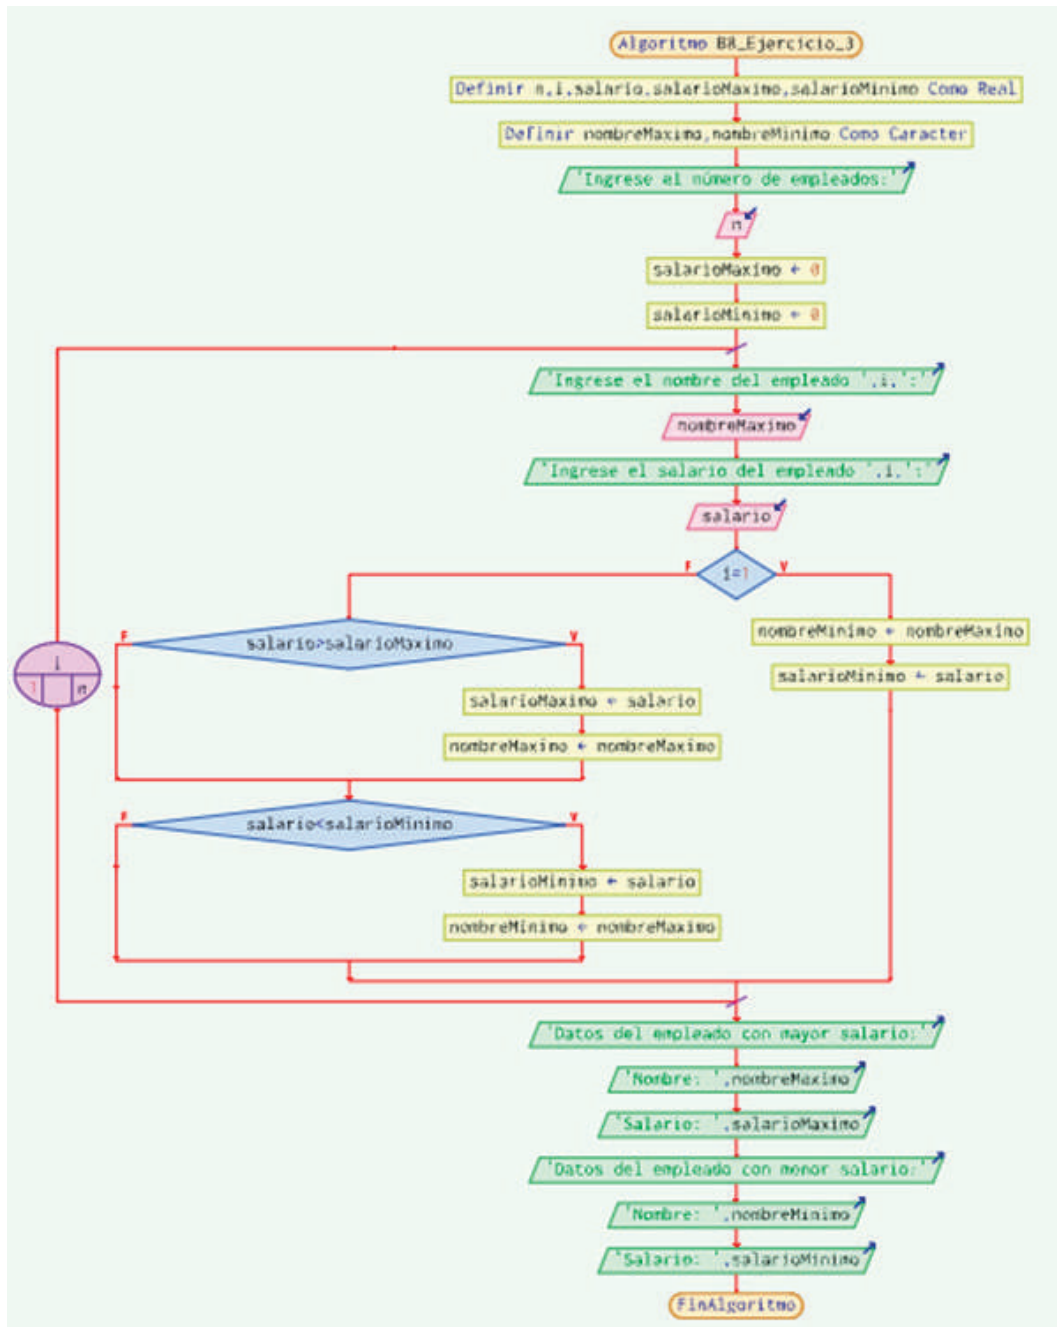 Algoritmo B8_Ejercicio_3
Definir n,i,salario,salarioMaximo,salarioMinimo Como Real
Definir nombreMaximo,nombreMinimo Como Caracter
'Ingrese el número de empleados:'
n
salarioMaximo ← 0
salarioMinimo ← 0
'Ingrese el nombre del empleado ',i,':'
nombreMaximo
'Ingrese el salario del empleado ',i,':'
salario
F i=1 V
nombreMinimo ← nombreMaximo
salarioMinimo ← salario
F salario>salarioMaximo V
i
1 n
salarioMaximo ← salario
nombreMaximo ← nombreMaximo
F salario<salarioMinimo V
salarioMinimo ← salario
nombreMinimo ← nombreMaximo
'Datos del empleado con mayor salario:'
'Nombre: ',nombreMaximo
'Salario: ',salarioMaximo
'Datos del empleado con menor salario:'
'Nombre: ',nombreMinimo
'Salario: ',salarioMinimo
FinAlgoritmo